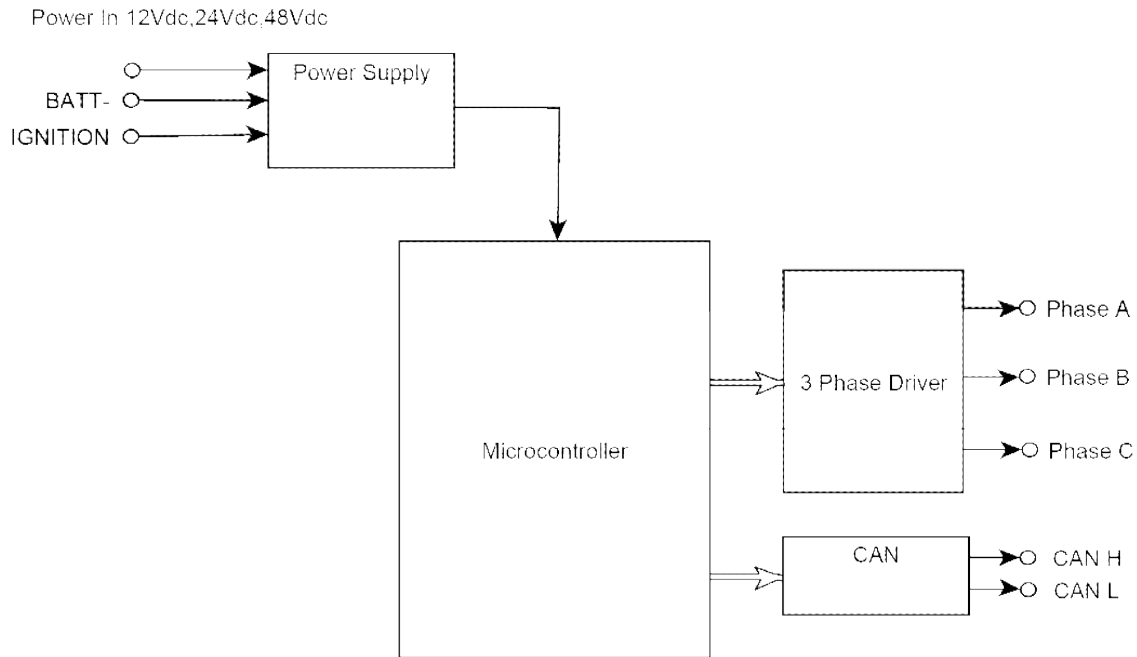 Power In 12Vdc,24Vdc,48Vdc
Power Supply
BATT-
IGNITION
Phase A
3 Phase Driver
Phase B
Microcontroller
Phase C
CAN
CAN H
CAN L